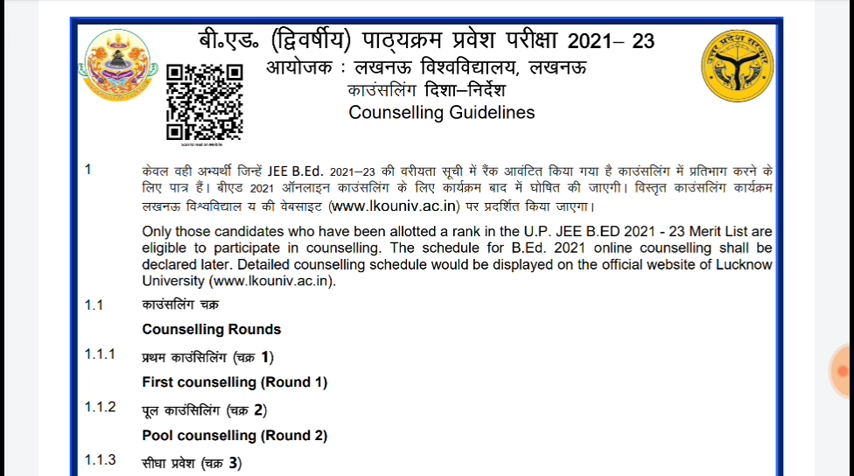 बी०एड० (द्विवर्षीय) पाठ्यक्रम प्रवेश परीक्षा 2021– 23
आयोजक : लखनऊ विश्वविद्यालय, लखनऊ
काउंसलिंग दिशा–निर्देश
Counselling Guidelines
1 केवल वही अभ्यर्थी जिन्हें JEE B.Ed. 2021–23 की वरीयता सूची में रैंक आवंटित किया गया है काउंसलिंग में प्रतिभाग करने के
लिए पात्र हैं। बीएड 2021 ऑनलाइन काउंसलिंग के लिए कार्यक्रम बाद में घोषित की जाएगी। विस्तृत काउंसलिंग कार्यक्रम
लखनऊ विश्वविद्याल य की वेबसाइट (www.lkouniv.ac.in) पर प्रदर्शित किया जाएगा।
Only those candidates who have been allotted a rank in the U.P. JEE B.ED 2021 - 23 Merit List are
eligible to participate in counselling. The schedule for B.Ed. 2021 online counselling shall be
declared later. Detailed counselling schedule would be displayed on the official website of Lucknow
University (www.lkouniv.ac.in).
1.1 काउंसलिंग चक्र
Counselling Rounds
1.1.1 प्रथम काउंसिलिंग (चक्र 1)
First counselling (Round 1)
1.1.2 पूल काउंसिलिंग (चक्र 2)
Pool counselling (Round 2)
1.1.3 सीधा प्रवेश (चक्र 3)